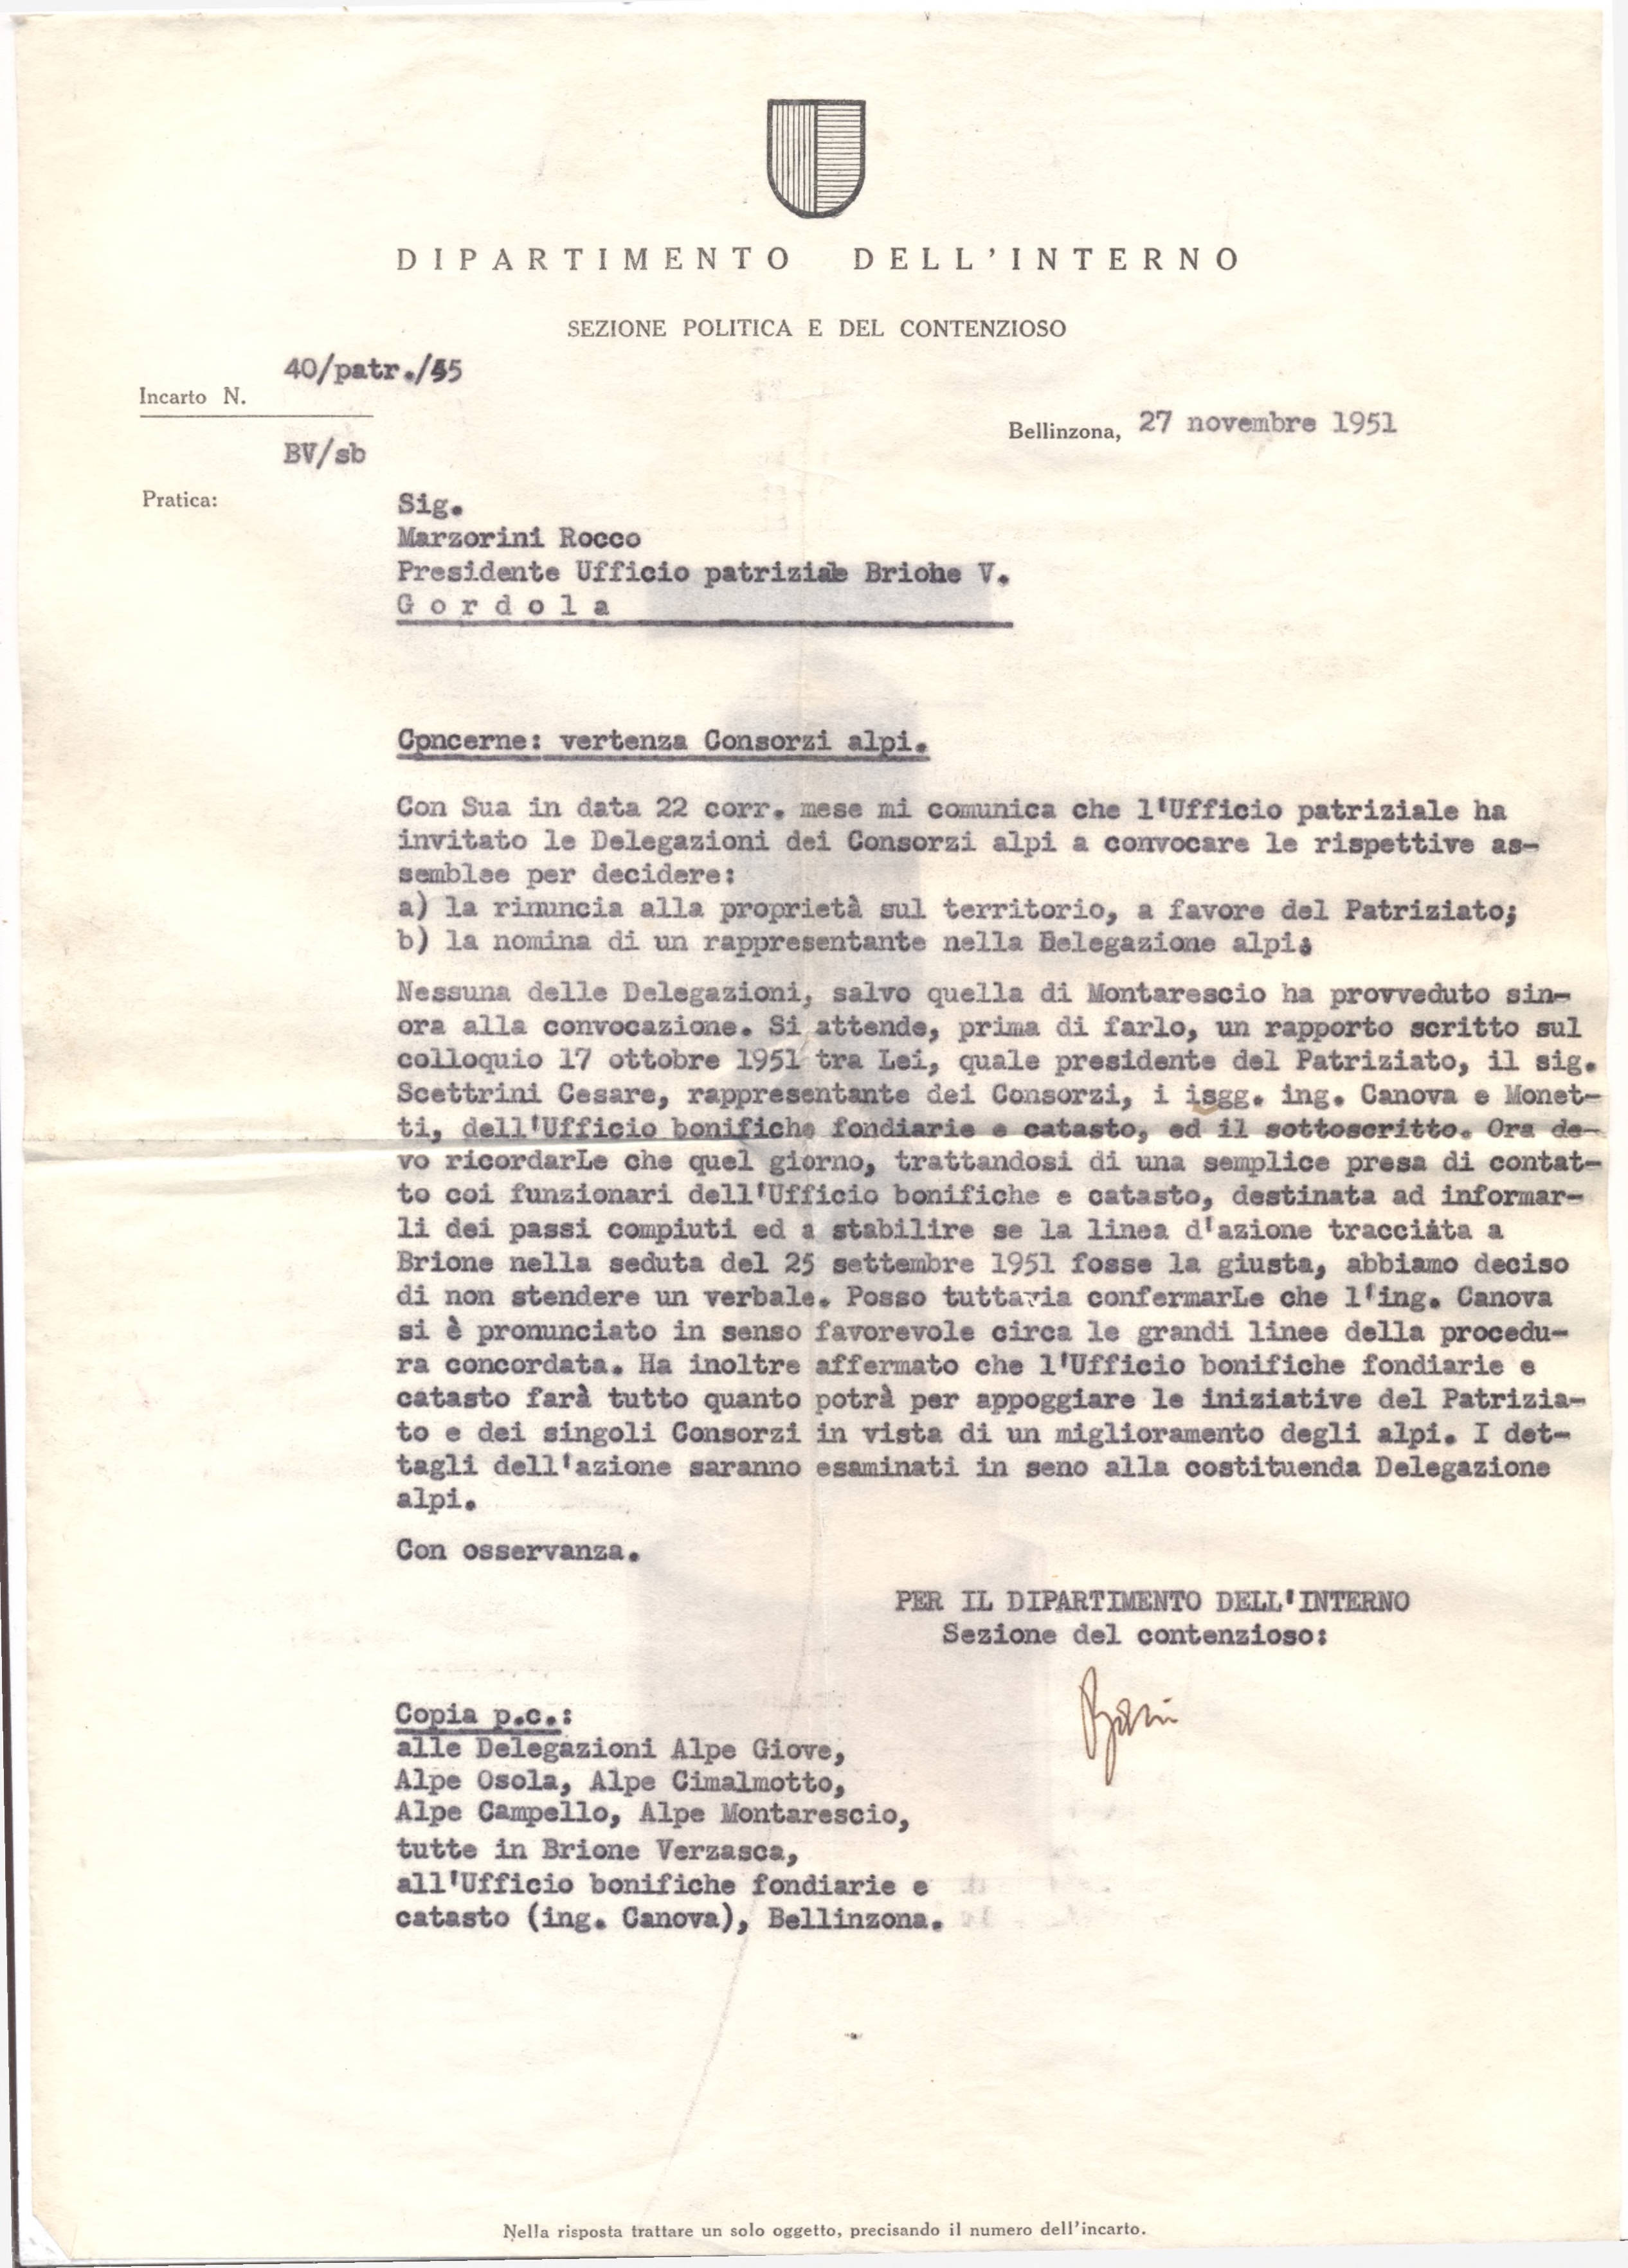 DIPARTIMENTO DELL'INTERNO
SEZIONE POLITICA E DEL CONTENZIOSO
40/patr./45
Incarto N.
Bellinzona, 27 novembre 1951
BV/sb
Pratica:
Sig.
Marzorini Rocco
Presidente Ufficio patriziale Brione V.
Gordola
Cpncerne: vertenza Consorzi alpi.
Con Sua in data 22 corr. mese mi comunica che l'Ufficio patriziale ha
invitato le Delegazioni dei Consorzi alpi a convocare le rispettive as-
semblee per decidere:
a) la rinuncia alla proprietà sul territorio, a favore del Patriziato;
b) la nomina di un rappresentante nella Delegazione alpi.
Nessuna delle Delegazioni, salvo quella di Montarescio ha provveduto sin-
ora alla convocazione. Si attende, prima di farlo, un rapporto scritto sul
colloquio 17 ottobre 1951 tra Lei, quale presidente del Patriziato, il sig.
Scettrini Cesare, rappresentante dei Consorzi, i isgg. ing. Canova e Monet-
ti, dell'Ufficio bonifiche fondiarie e catasto, ed il sottoscritto. Ora de-
vo ricordarLe che quel giorno, trattandosi di una semplice presa di contat-
to coi funzionari dell'Ufficio bonifiche e catasto, destinata ad informar-
li dei passi compiuti ed a stabilire se la linea d'azione tracciata a
Brione nella seduta del 25 settembre 1951 fosse la giusta, abbiamo deciso
di non stendere un verbale. Posso tuttavia confermarLe che l'ing. Canova
si è pronunciato in senso favorevole circa le grandi linee della procedu-
ra concordata. Ha inoltre affermato che l'Ufficio bonifiche fondiarie e
catasto farà tutto quanto potrà per appoggiare le iniziative del Patrizia-
to e dei singoli Consorzi in vista di un miglioramento degli alpi. I det-
tagli dell'azione saranno esaminati in seno alla costituenda Delegazione
alpi.
Con osservanza.
PER IL DIPARTIMENTO DELL'INTERNO
Sezione del contenzioso:
Copia p.c.:
alle Delegazioni Alpe Giove,
Alpe Osola, Alpe Cimalmotto,
Alpe Campello, Alpe Montarescio,
tutte in Brione Verzasca,
all'Ufficio bonifiche fondiarie e
catasto (ing. Canova), Bellinzona.
Nella risposta trattare un solo oggetto, precisando il numero dell'incarto.